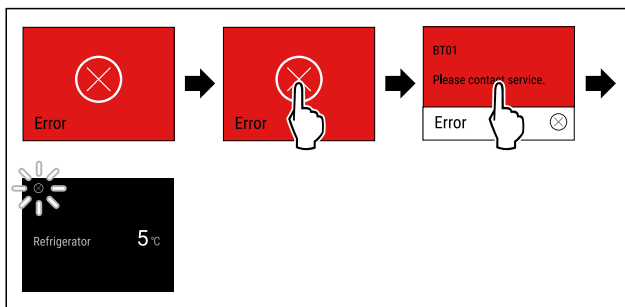 Error
Error
BT01
Please contact service.
Error
Refrigerator 5 °C